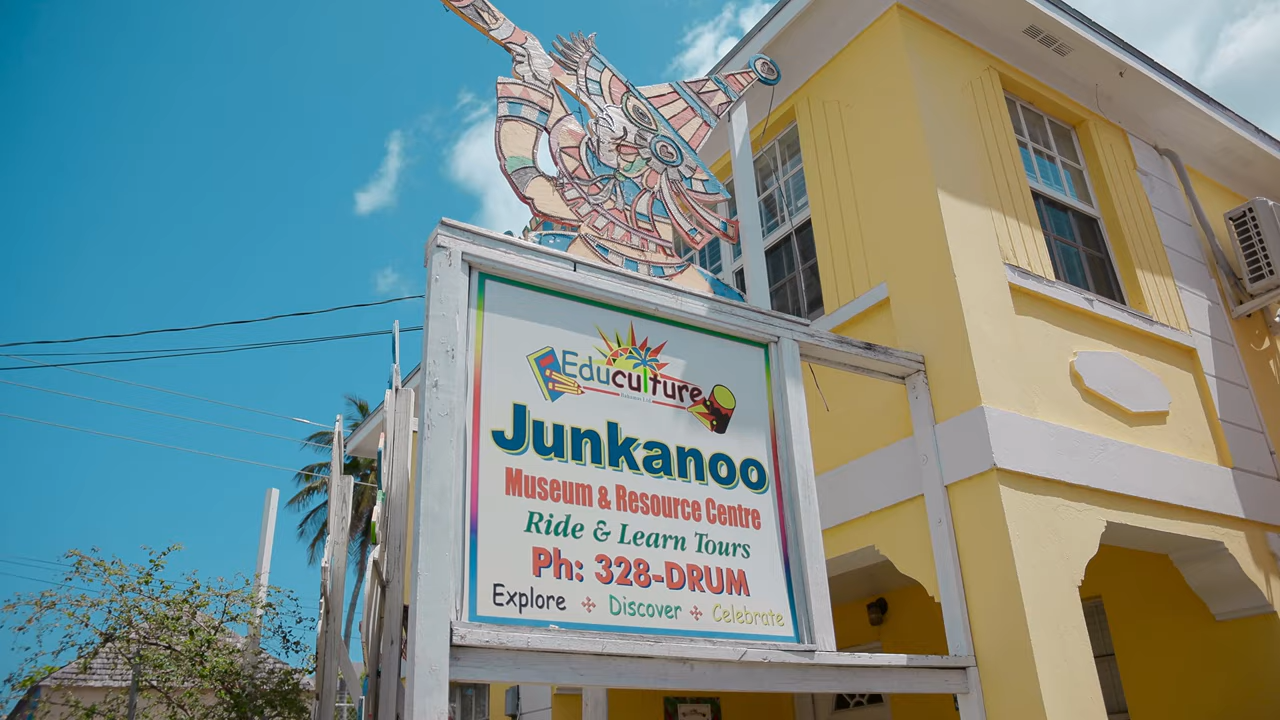 Educulture
Bahamas Ltd.
Junkanoo
Museum & Resource Centre
Ride & Learn Tours
Ph: 328-DRUM
Explore Discover Celebrate